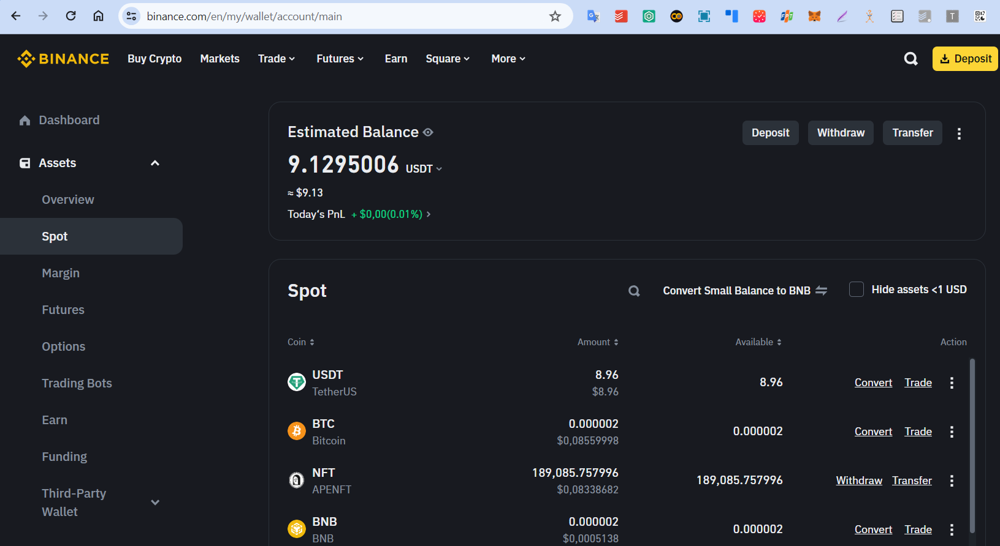 binance.com/en/my/wallet/account/main
BINANCE Buy Crypto Markets Trade Futures Earn Square More Deposit
Dashboard
Assets
Overview
Spot
Margin
Futures
Options
Trading Bots
Earn
Funding
Third-Party
Wallet
Estimated Balance
Deposit Withdraw Transfer
9.1295006 USDT
≈ $9.13
Today‘s PnL + $0,00(0.01%)
Spot
Convert Small Balance to BNB
Hide assets <1 USD
Coin Amount Available Action
USDT 8.96
TetherUS $8.96
8.96 Convert Trade
BTC 0.000002
Bitcoin $0,08559998
0.000002 Convert Trade
NFT 189,085.757996
APENFT $0,08338682
189,085.757996 Withdraw Transfer
BNB 0.000002
BNB $0,0005138
0.000002 Convert Trade